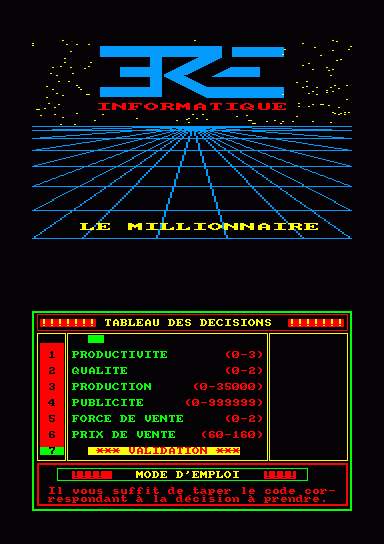 ERE
INFORMATIQUE
LE MILLIONNAIRE
!!!!!!! TABLEAU DES DECISIONS !!!!!!!
1 PRODUCTIVITE (0-3)
2 QUALITE (0-2)
3 PRODUCTION (0-35000)
4 PUBLICITE (0-999999)
5 FORCE DE VENTE (0-2)
6 PRIX DE VENTE (60-160)
7 *** VALIDATION ***
MODE D'EMPLOI
Il vous suffit de taper le code cor-
respondant à la décision à prendre.